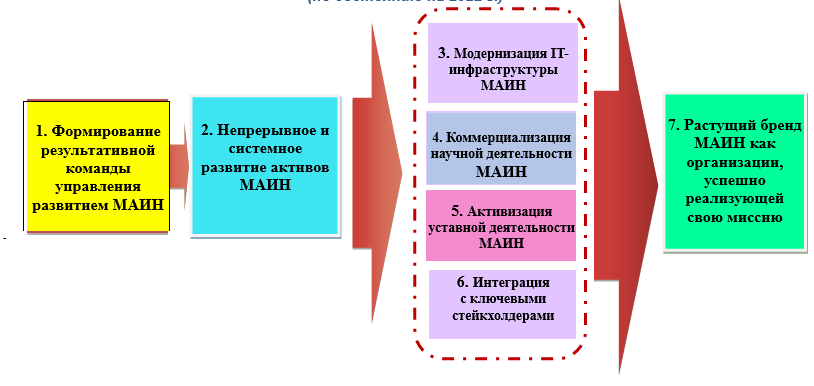 1. Формирование
результативной
команды
управления
развитием МАИН
2. Непрерывное и
системное
развитие активов
МАИН
3. Модернизация IT-
инфраструктуры
МАИН
4. Коммерциализация
научной деятельности
МАИН
5. Активизация
уставной деятельности
МАИН
6. Интеграция
с ключевыми
стейкхолдерами
7. Растущий бренд
МАИН как
организации,
успешно
реализующей
свою миссию